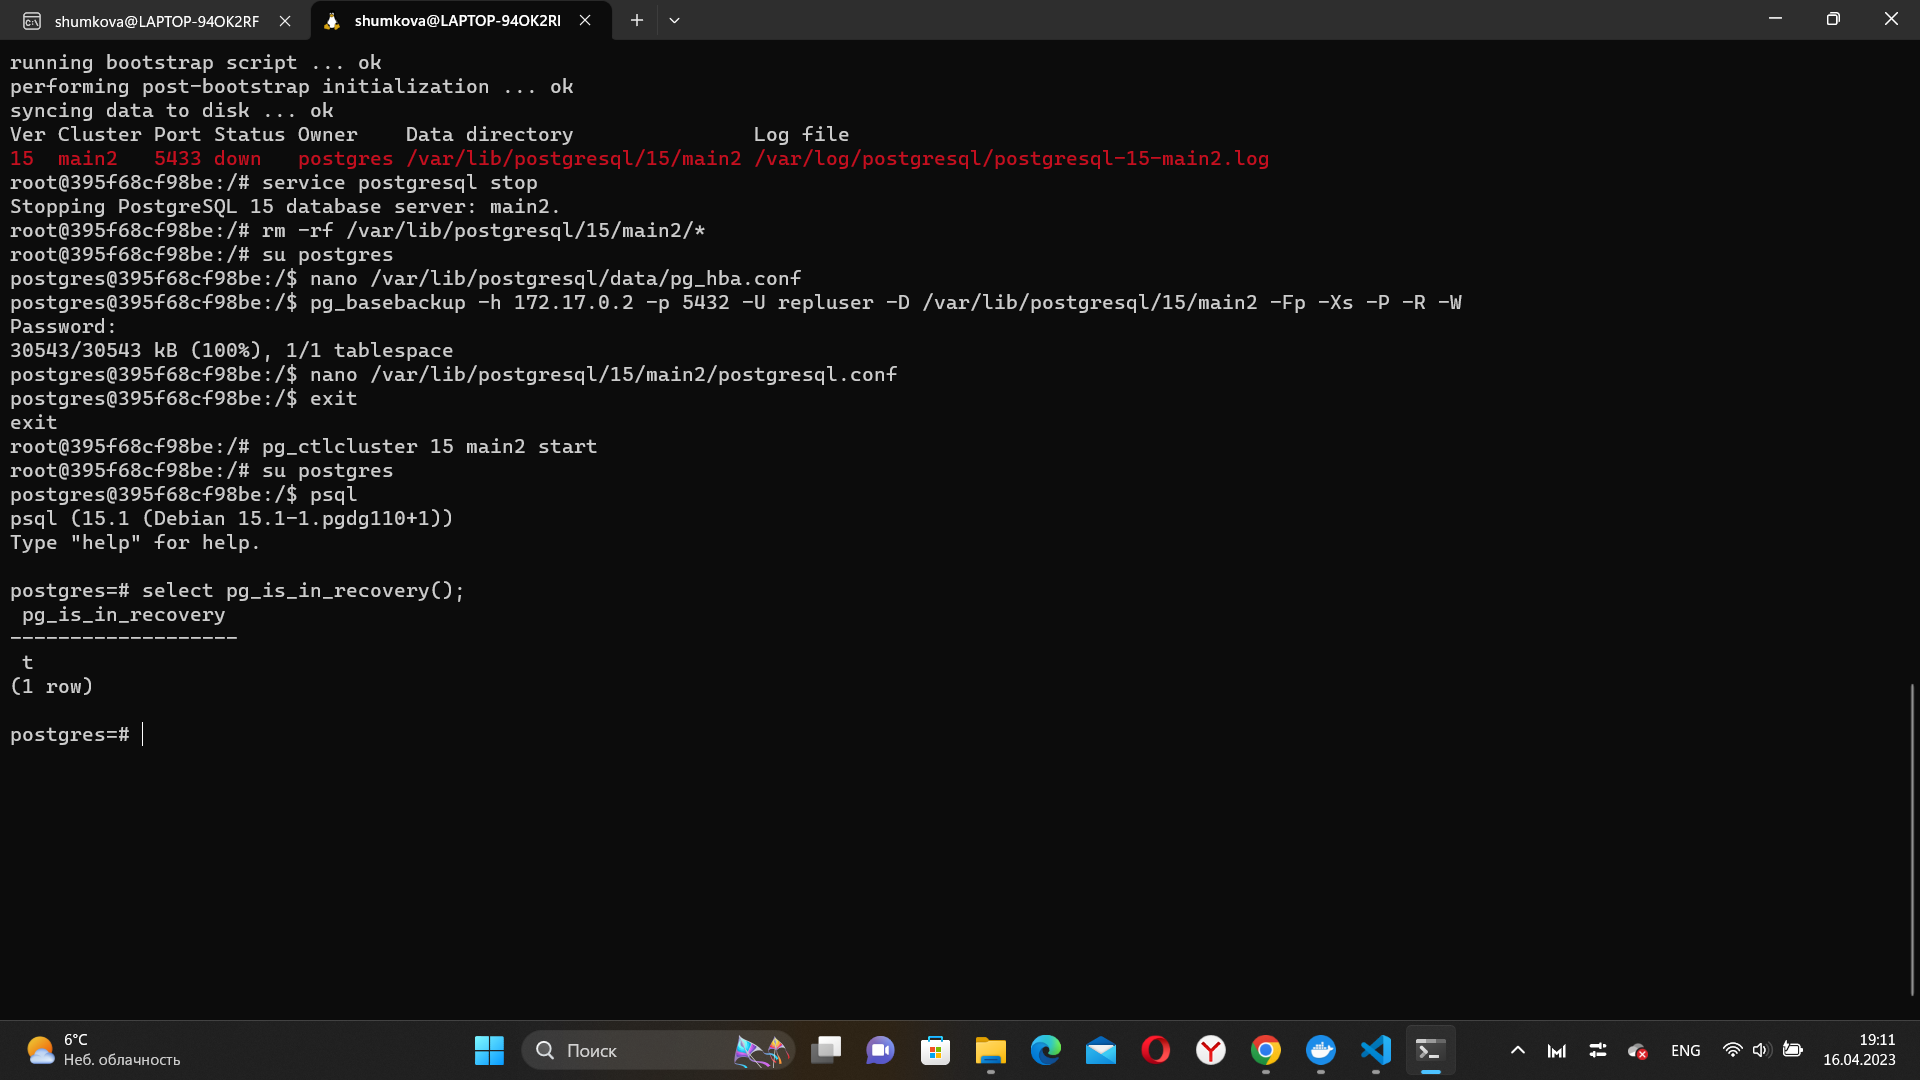 shumkova@LAPTOP-94OK2RF
shumkova@LAPTOP-94OK2RI
running bootstrap script ... ok
performing post-bootstrap initialization ... ok
syncing data to disk ... ok
Ver Cluster Port Status Owner    Data directory               Log file
15  main2   5433 down   postgres /var/lib/postgresql/15/main2 /var/log/postgresql/postgresql-15-main2.log
root@395f68cf98be:/# service postgresql stop
Stopping PostgreSQL 15 database server: main2.
root@395f68cf98be:/# rm -rf /var/lib/postgresql/15/main2/*
root@395f68cf98be:/# su postgres
postgres@395f68cf98be:/$ nano /var/lib/postgresql/data/pg_hba.conf
postgres@395f68cf98be:/$ pg_basebackup -h 172.17.0.2 -p 5432 -U repluser -D /var/lib/postgresql/15/main2 -Fp -Xs -P -R -W
Password:
30543/30543 kB (100%), 1/1 tablespace
postgres@395f68cf98be:/$ nano /var/lib/postgresql/15/main2/postgresql.conf
postgres@395f68cf98be:/$ exit
exit
root@395f68cf98be:/# pg_ctlcluster 15 main2 start
root@395f68cf98be:/# su postgres
postgres@395f68cf98be:/$ psql
psql (15.1 (Debian 15.1-1.pgdg110+1))
Type "help" for help.
postgres=# select pg_is_in_recovery();
 pg_is_in_recovery
-------------------
 t
(1 row)
postgres=#
6°C
Неб. облачность
Поиск
ENG
19:11
16.04.2023